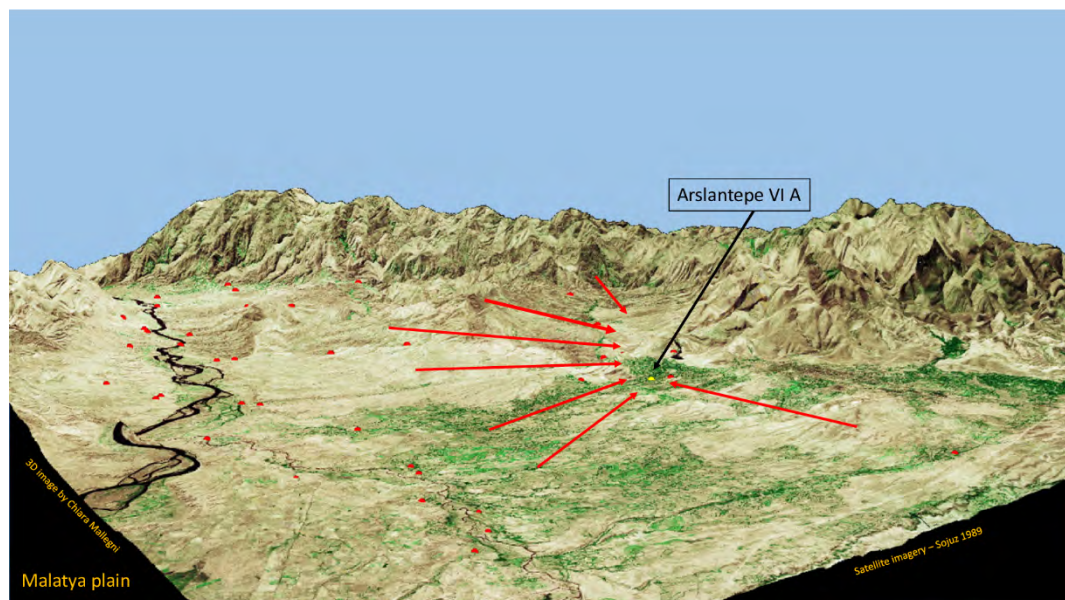 Arslantepe VI A
3D image by Chiara Mallegni
Satellite imagery – Sojuz 1989
Malatya plain